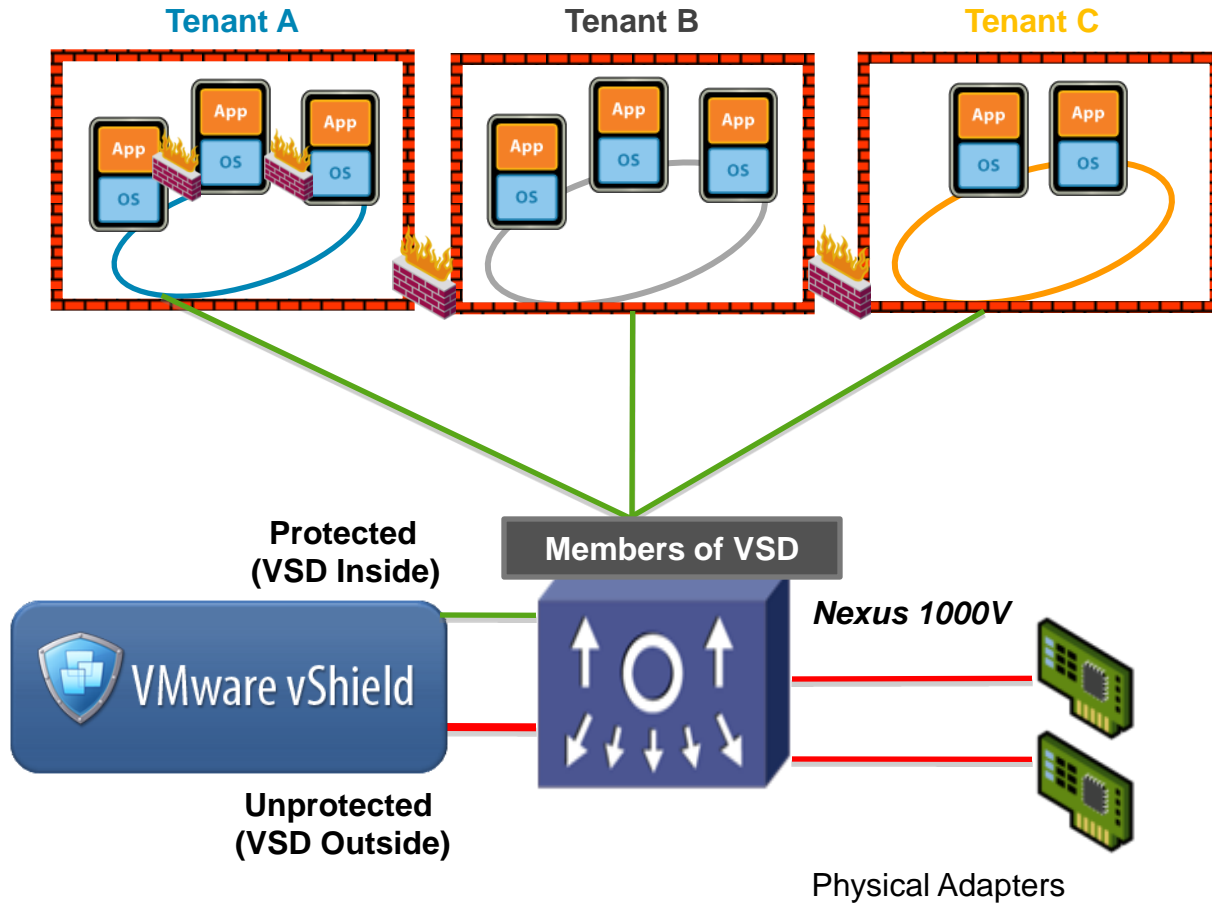 Tenant A
Tenant B
Tenant C
App
OS
App
OS
App
OS
App
OS
App
OS
App
OS
App
OS
App
OS
Protected
(VSD Inside)
Members of VSD
Nexus 1000V
VMware vShield
Unprotected
(VSD Outside)
Physical Adapters